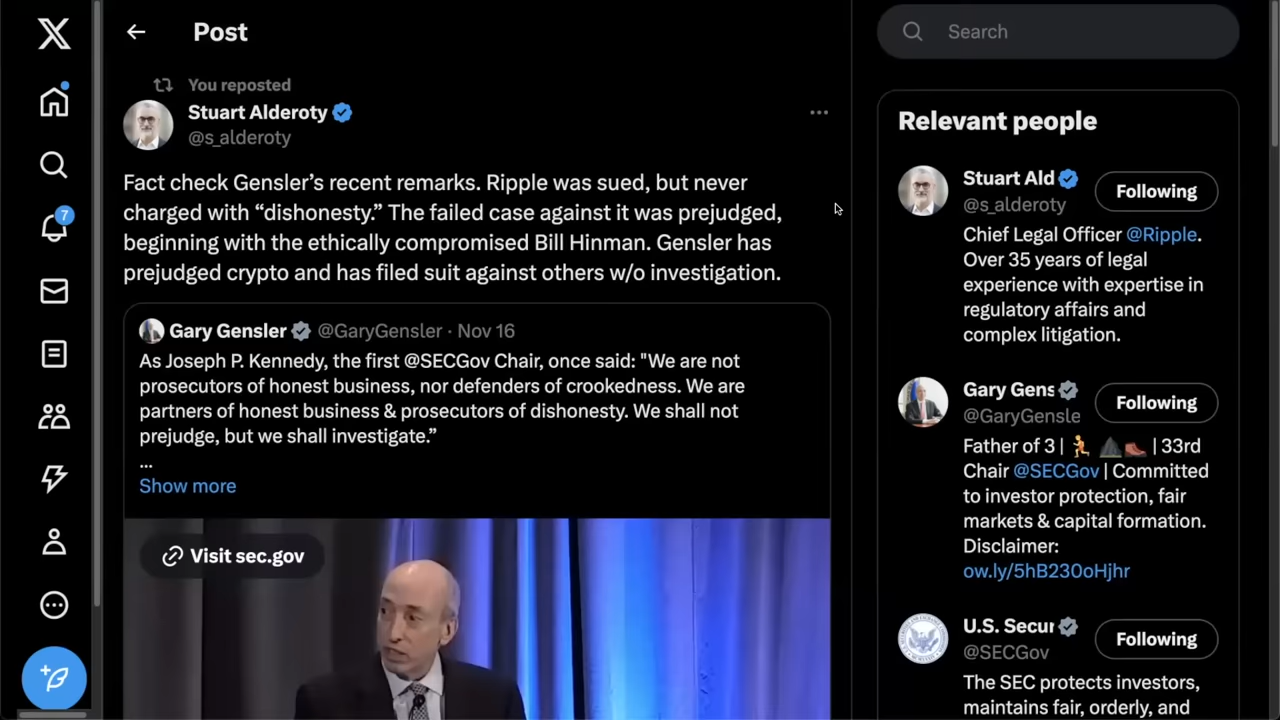 Post
Search
You reposted
Stuart Alderoty
@s_alderoty
Fact check Gensler’s recent remarks. Ripple was sued, but never
charged with “dishonesty.” The failed case against it was prejudged,
beginning with the ethically compromised Bill Hinman. Gensler has
prejudged crypto and has filed suit against others w/o investigation.
Gary Gensler @GaryGensler · Nov 16
As Joseph P. Kennedy, the first @SECGov Chair, once said: "We are not
prosecutors of honest business, nor defenders of crookedness. We are
partners of honest business & prosecutors of dishonesty. We shall not
prejudge, but we shall investigate.”
...
Show more
Visit sec.gov
7
Relevant people
Stuart Ald
Following
@s_alderoty
Chief Legal Officer @Ripple.
Over 35 years of legal
experience with expertise in
regulatory affairs and
complex litigation.
Gary Gens
Following
@GaryGensle
Father of 3 | 🏃 ⛰️🥾 | 33rd
Chair @SECGov | Committed
to investor protection, fair
markets & capital formation.
Disclaimer:
ow.ly/5hB230oHjhr
U.S. Secur
Following
@SECGov
The SEC protects investors,
maintains fair, orderly, and